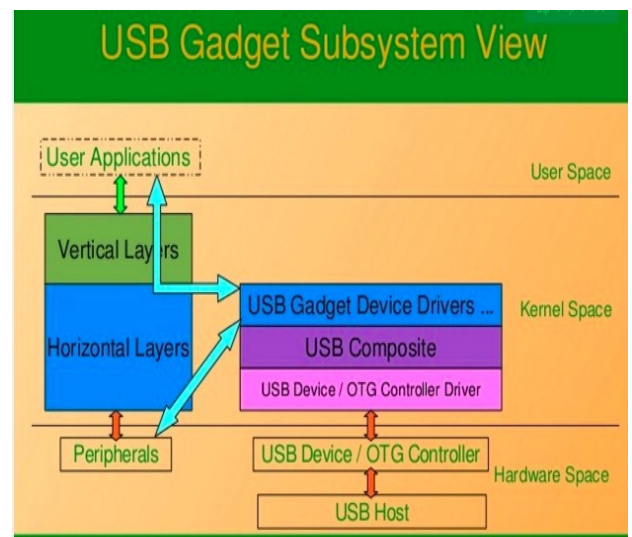 USB Gadget Subsystem View
User Applications
User Space
Vertical Layers
USB Gadget Device Drivers ...
Kernel Space
Horizontal Layers
USB Composite
USB Device / OTG Controller Driver
Peripherals
USB Device / OTG Controller
Hardware Space
USB Host